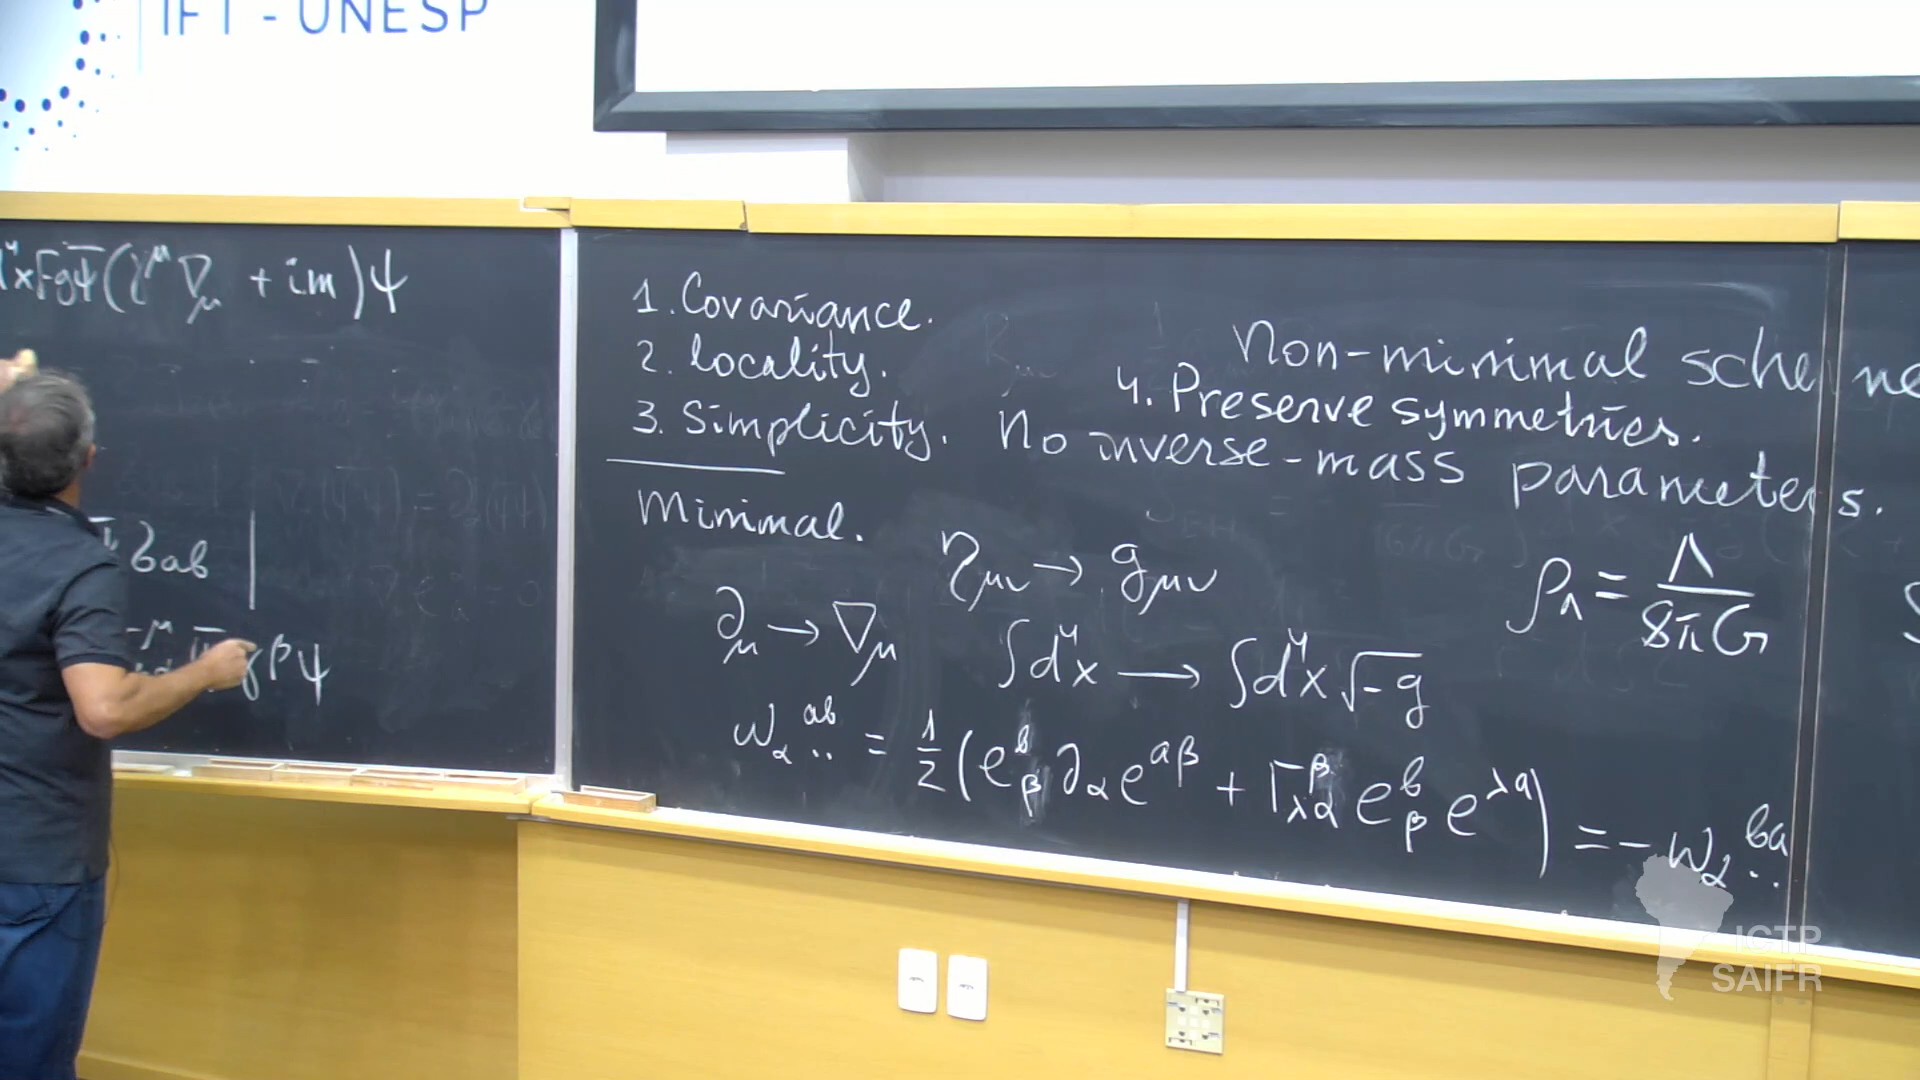 IFT - UNESP
x√-g ψ̄(γ^μ ∇_μ + im)ψ
γab |
γ^β ψ
1. Covariance.
2. locality.
3. Simplicity. No inverse-mass parameters.
Non-minimal scheme
4. Preserve symmetries.
Minimal.
η_μν → g_μν
∂_μ → ∇_μ
∫d⁴x → ∫d⁴x √-g
ρ_Λ = Λ / 8πG
ω_α^ab.. = 1/2 (e^b_β ∂_α e^aβ + Γ^β_λα e^b_β e^λa) = - ω_α^ba..
ICTP
SAIFR